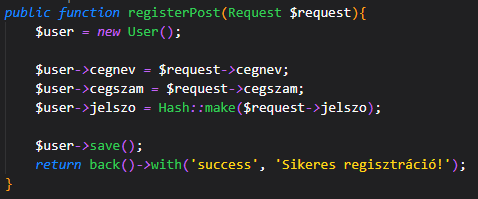 public function registerPost(Request $request){
$user = new User();
$user->cegnev = $request->cegnev;
$user->cegszam = $request->cegszam;
$user->jelszo = Hash::make($request->jelszo);
$user->save();
return back()->with('success', 'Sikeres regisztráció!');
}